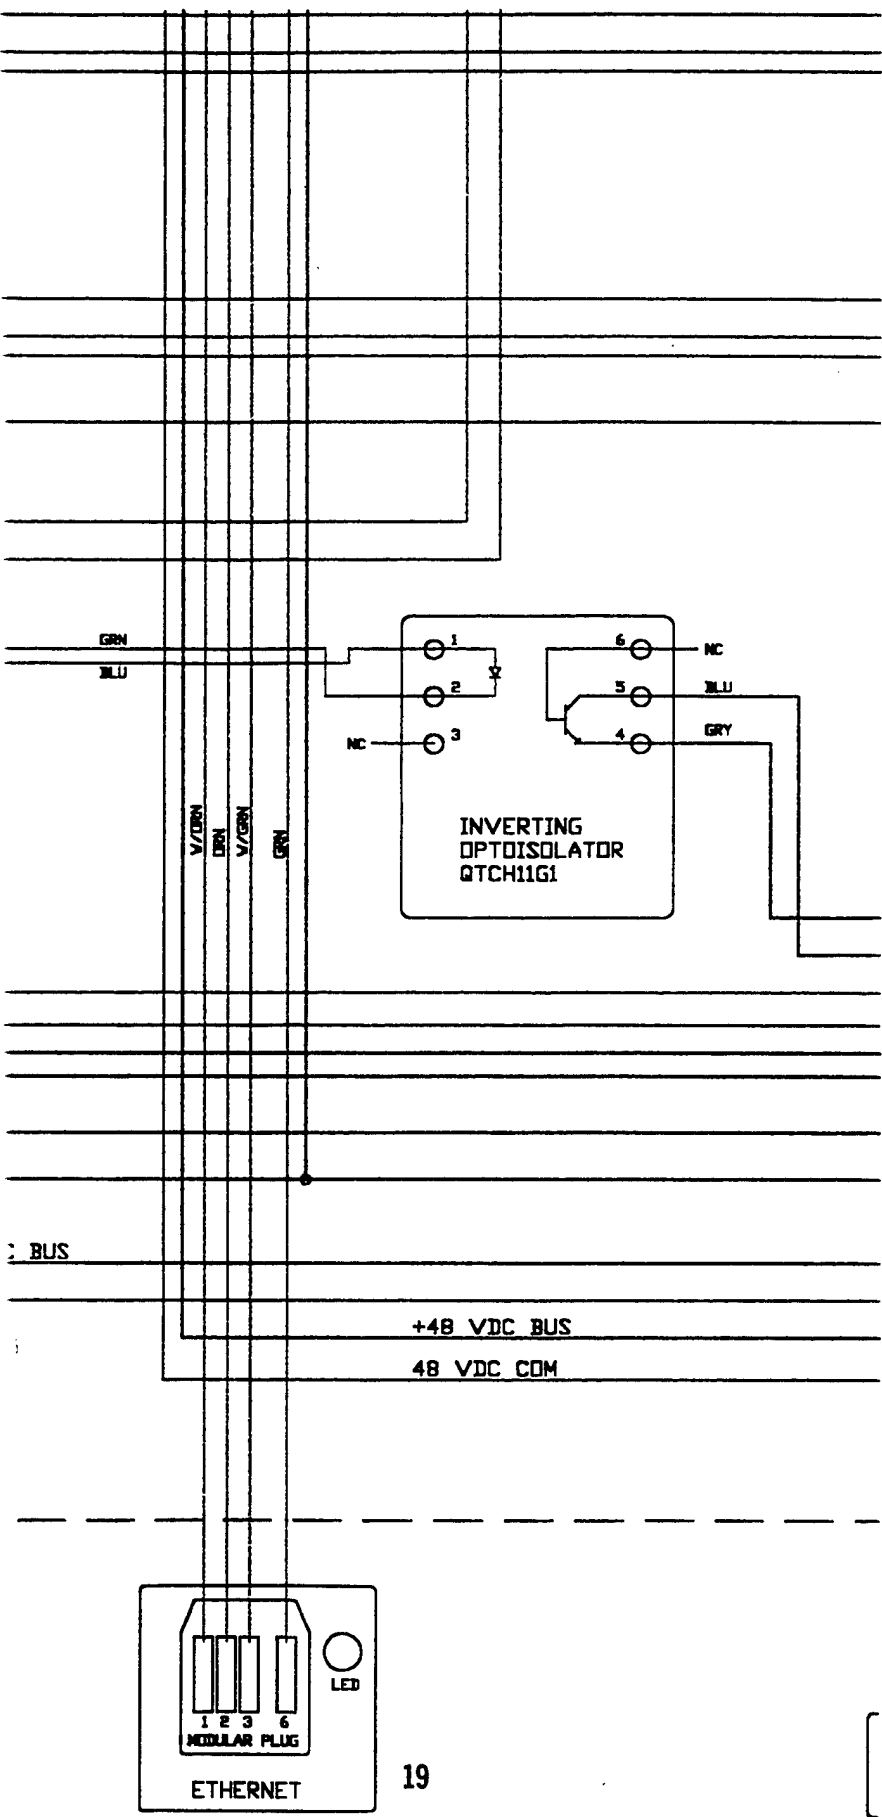 GRN
BLU
1
6
NC
2
5
BLU
NC
3
4
GRY
W/ORN
ORN
W/GRN
GRN
INVERTING
OPTOISOLATOR
QTCH11G1
BUS
+48 VDC BUS
48 VDC COM
LED
1 2 3 6
MODULAR PLUG
ETHERNET
19